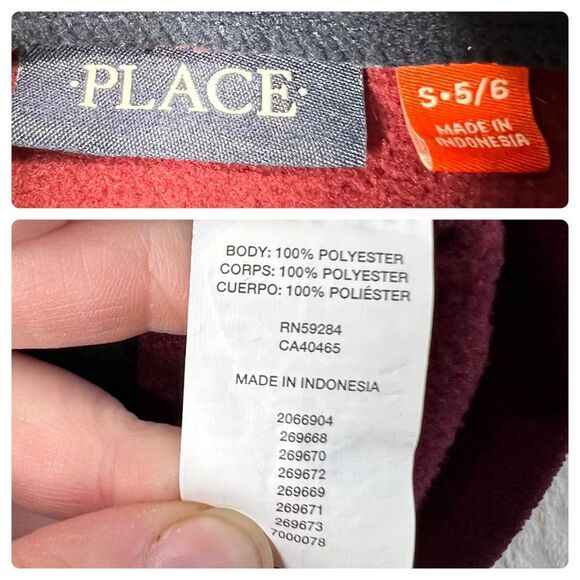 ·PLACE·
S•5/6
MADE IN
INDONESIA
BODY: 100% POLYESTER
CORPS: 100% POLYESTER
CUERPO: 100% POLIÉSTER
RN59284
CA40465
MADE IN INDONESIA
2066904
269668
269670
269672
269669
269671
269673
7000078